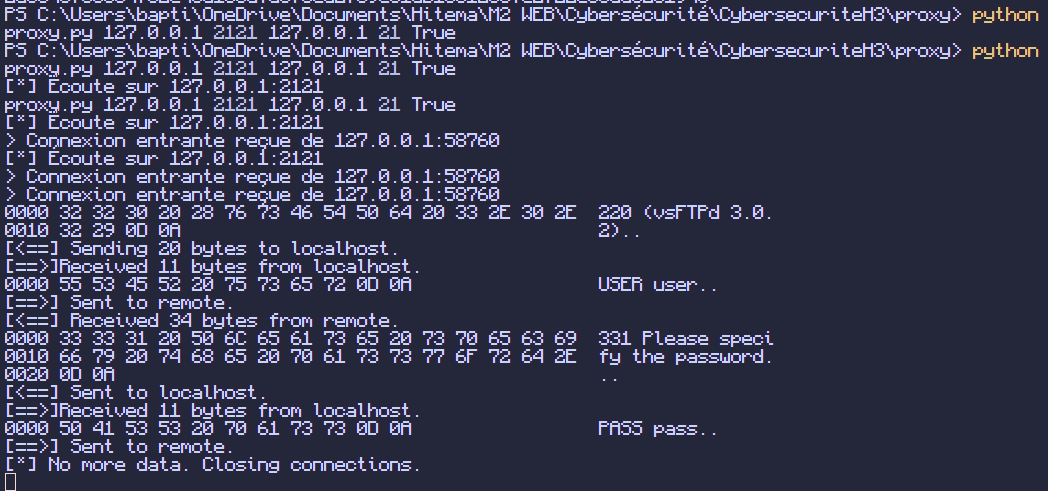 PS C:\Users\bapti\OneDrive\Documents\Hitema\M2 WEB\Cybersécurité\CybersecuriteH3\proxy> python
proxy.py 127.0.0.1 2121 127.0.0.1 21 True
PS C:\Users\bapti\OneDrive\Documents\Hitema\M2 WEB\Cybersécurité\CybersecuriteH3\proxy> python
proxy.py 127.0.0.1 2121 127.0.0.1 21 True
[*] Ecoute sur 127.0.0.1:2121
proxy.py 127.0.0.1 2121 127.0.0.1 21 True
[*] Ecoute sur 127.0.0.1:2121
> Connexion entrante reçue de 127.0.0.1:58760
[*] Écoute sur 127.0.0.1:2121
> Connexion entrante reçue de 127.0.0.1:58760
> Connexion entrante reçue de 127.0.0.1:58760
0000 32 32 30 20 28 76 73 46 54 50 64 20 33 2E 30 2E  220 (vsFTPd 3.0.
0010 32 29 0D 0A                                      2)..
[<==] Sending 20 bytes to localhost.
[==>]Received 11 bytes from localhost.
0000 55 53 45 52 20 75 73 65 72 0D 0A                 USER user..
[==>] Sent to remote.
[<==] Received 34 bytes from remote.
0000 33 33 31 20 50 6C 65 61 73 65 20 73 70 65 63 69  331 Please speci
0010 66 79 20 74 68 65 20 70 61 73 73 77 6F 72 64 2E  fy the password.
0020 0D 0A                                            ..
[<==] Sent to localhost.
[==>]Received 11 bytes from localhost.
0000 50 41 53 53 20 70 61 73 73 0D 0A                 PASS pass..
[==>] Sent to remote.
[*] No more data. Closing connections.